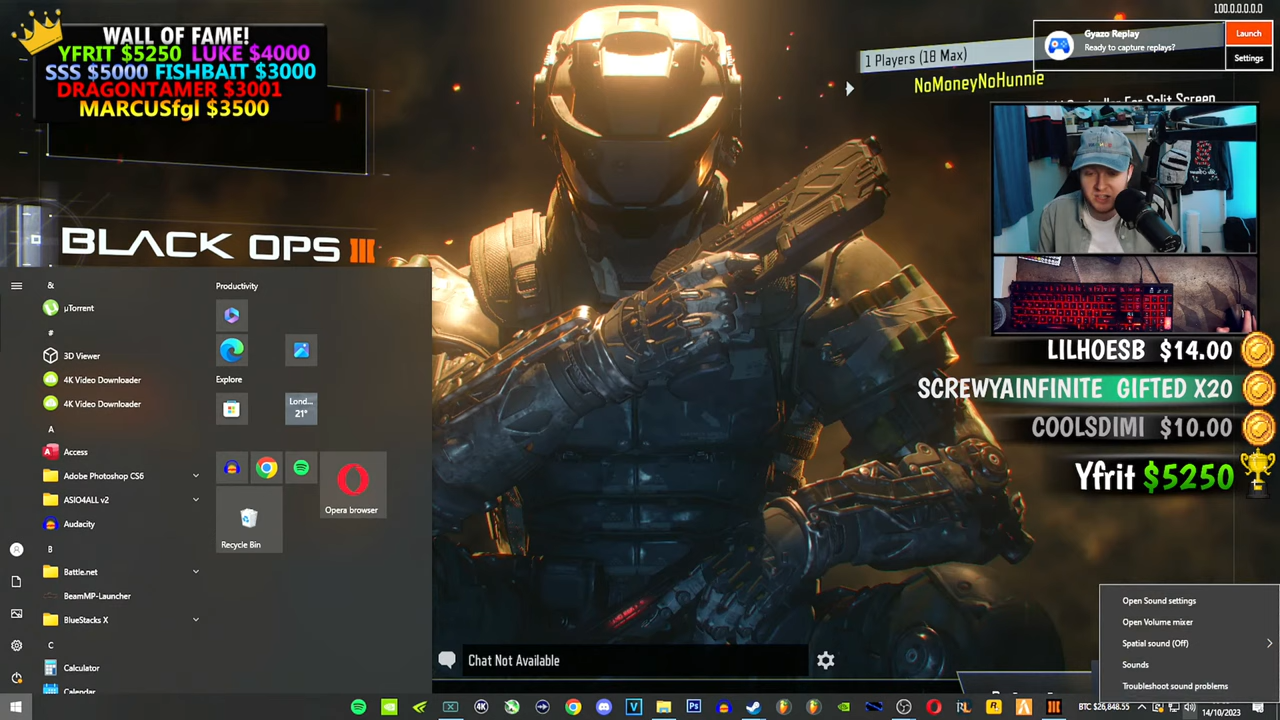 WALL OF FAME!
YFRIT $5250 LUKE $4000
SSS $5000 FISHBAIT $3000
DRAGONTAMER $3001
MARCUSfgl $3500
100.0.0.0.0.0
Gyazo Replay
Ready to capture replays?
Launch
Settings
1 Players (18 Max)
NoMoneyNoHunnie
For Split Screen
BLACK OPS III
&
µTorrent
#
3D Viewer
4K Video Downloader
4K Video Downloader
A
Access
Adobe Photoshop CS6
ASIO4ALL v2
Audacity
B
Battle.net
BeamMP-Launcher
BlueStacks X
C
Calculator
Calendar
Productivity
Explore
Lond...
21°
Opera browser
Recycle Bin
LILHOESB $14.00
SCREWYAINFINITE GIFTED X20
COOLSDIMI $10.00
Yfrit $5250
Chat Not Available
Open Sound settings
Open Volume mixer
Spatial sound (Off)
Sounds
Troubleshoot sound problems
BTC $26,848.55
14/10/2023